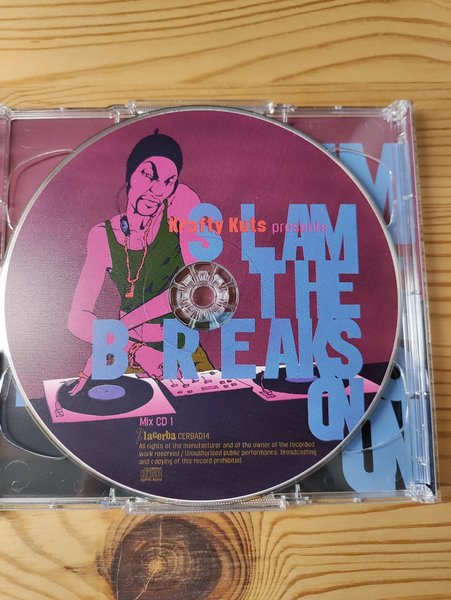 Krafty Kuts presents
SLAM
THE
BREAKS
ON
Mix CD 1
lacerba CERBAD14
All rights of the manufacturer and of the owner of the recorded
work reserved / Unauthorised public performance, broadcasting
and copying of this record prohibited